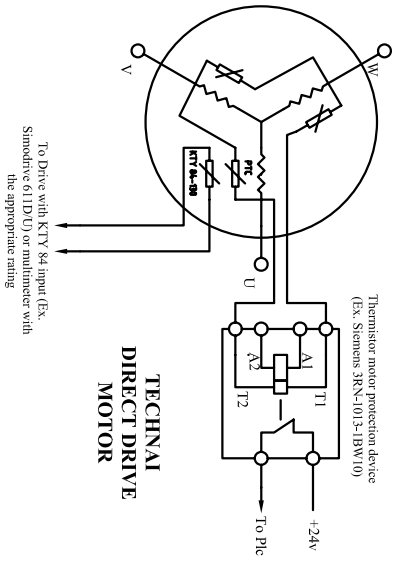 Thermistor motor protection device
(Ex. Siemens 3RN-1013-1BW10)
T1
A1
A2
T2
+24v
To Plc
W
V
U
PTC
KTY 84-130
To Drive with KTY 84 input (Ex.
Simodrive 611D/U) or multimeter with
the appropriate rating
TECHNAI
DIRECT DRIVE
MOTOR